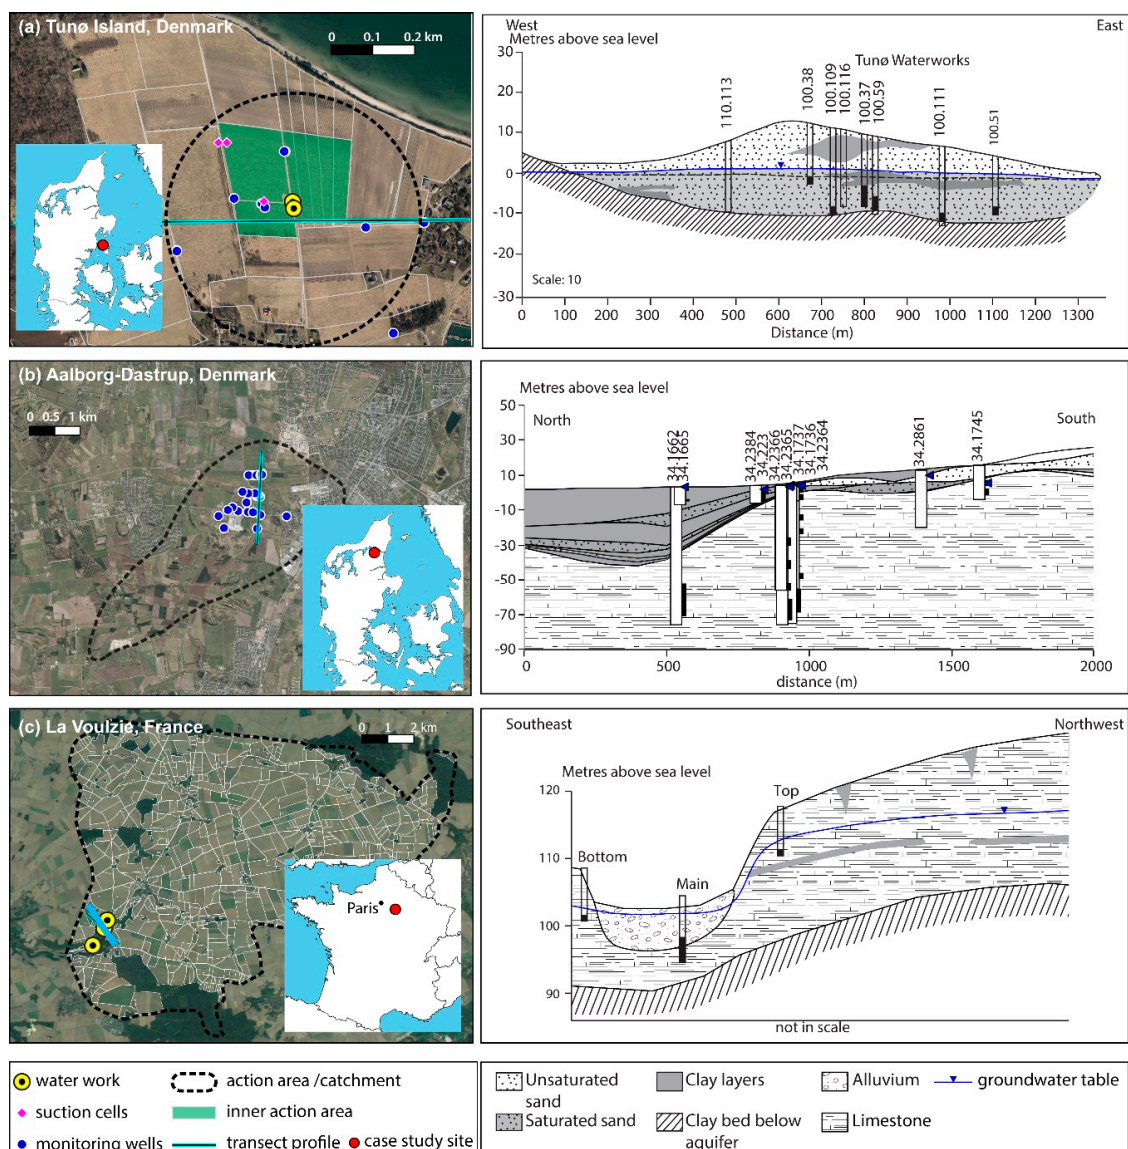 (a) Tunø Island, Denmark
0 0.1 0.2 km
West East
Metres above sea level
Tunø Waterworks
110.113
100.38
100.109
100.116
100.37
100.59
100.111
100.51
30
20
10
0
-10
-20
-30
Scale: 10
0 100 200 300 400 500 600 700 800 900 1000 1100 1200 1300
Distance (m)
(b) Aalborg-Dastrup, Denmark
0 0.5 1 km
Metres above sea level
North South
34.1662
34.1665
34.2384
34.223
34.2366
34.2365
34.1737
34.1736
34.2364
34.2861
34.1745
50
30
10
-10
-30
-50
-70
-90
0 500 1000 1500 2000
distance (m)
(c) La Voulzie, France
0 1 2 km
Paris
Southeast Northwest
Metres above sea level
120
110
100
90
Top
Bottom
Main
not in scale
water work
action area /catchment
suction cells
inner action area
monitoring wells
transect profile
case study site
Unsaturated
sand
Clay layers
Alluvium
groundwater table
Saturated sand
Clay bed below
aquifer
Limestone